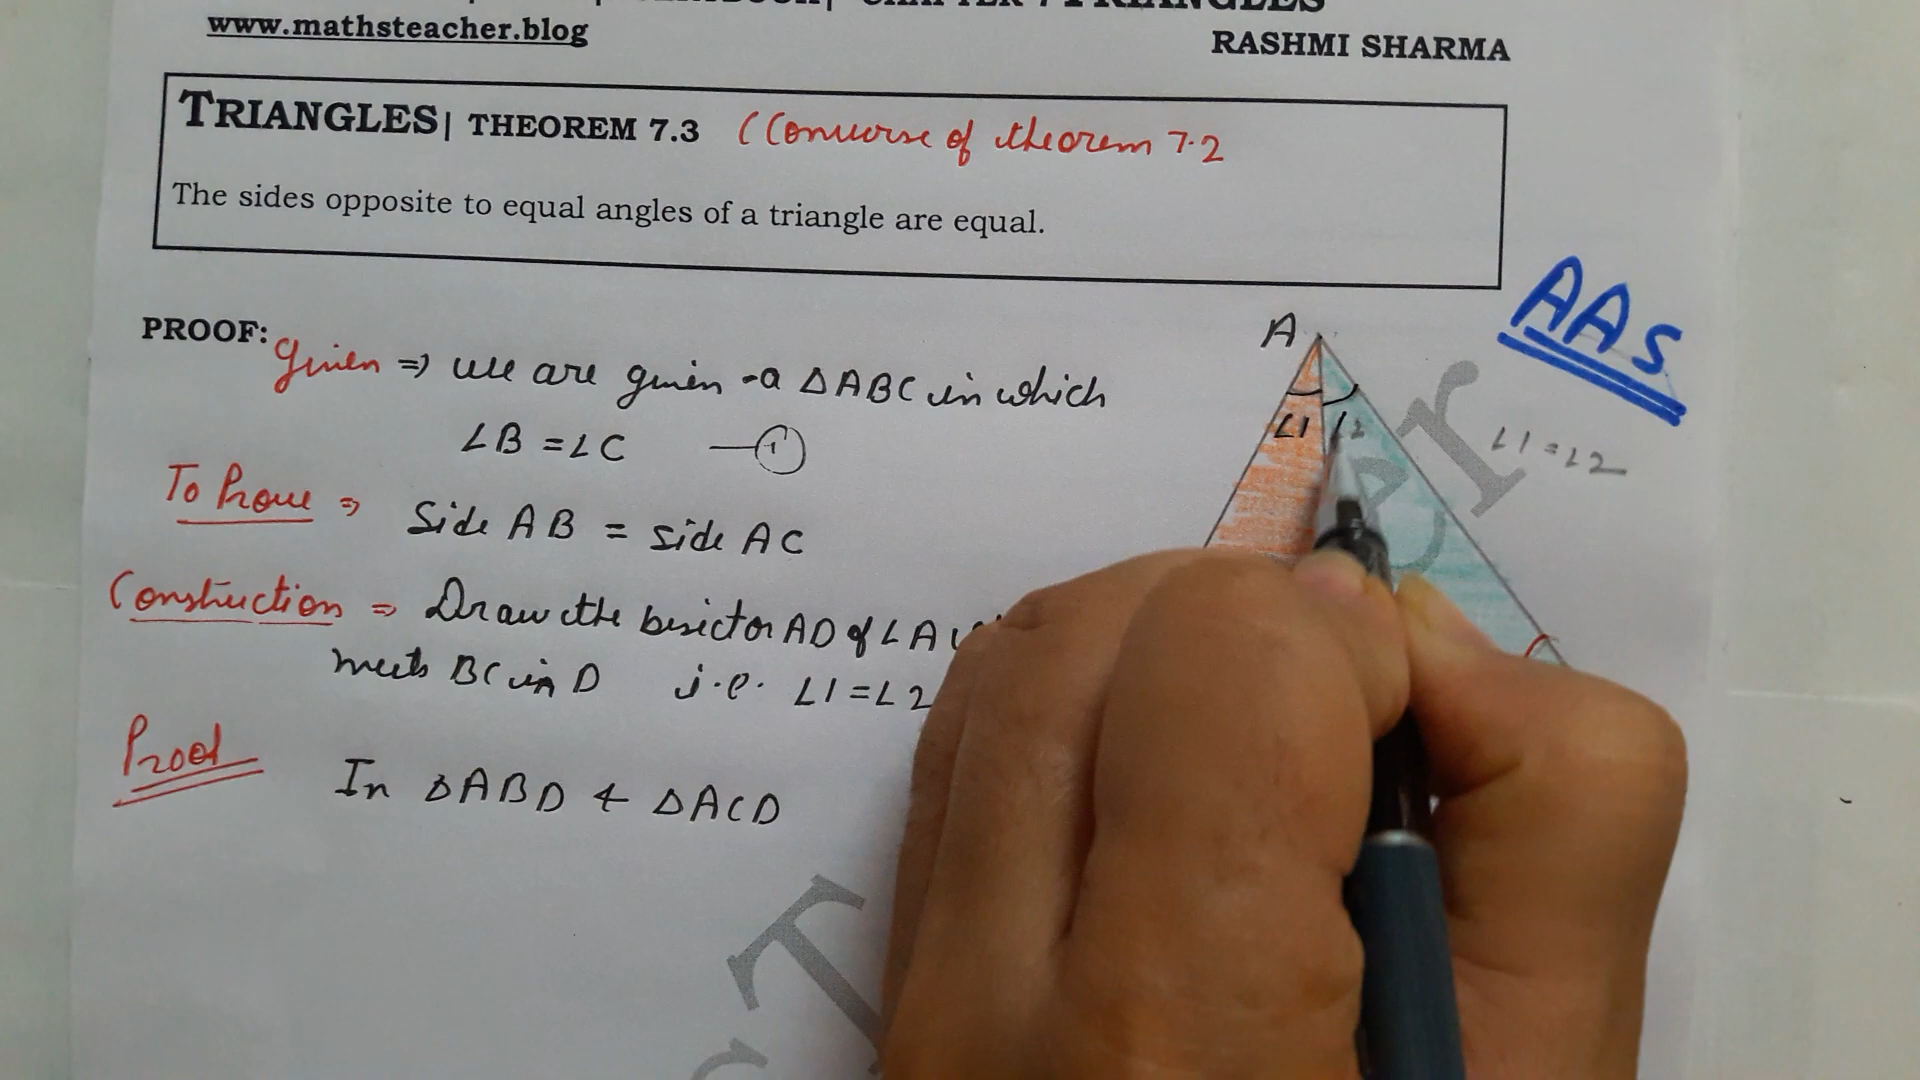 TRIANGLES
www.mathsteacher.blog
RASHMI SHARMA
TRIANGLES| THEOREM 7.3 (Converse of theorem 7.2
The sides opposite to equal angles of a triangle are equal.
AAS
PROOF:
Given ⇒ we are given a ΔABC in which
∠B = ∠C —①
To Prove ⇒ Side AB = side AC
Construction ⇒ Draw the bisector AD of ∠A
meets BC in D i.e. ∠1 = ∠2
Proof In ΔABD & ΔACD
A
∠1 ∠2
∠1 = ∠2
er
rT